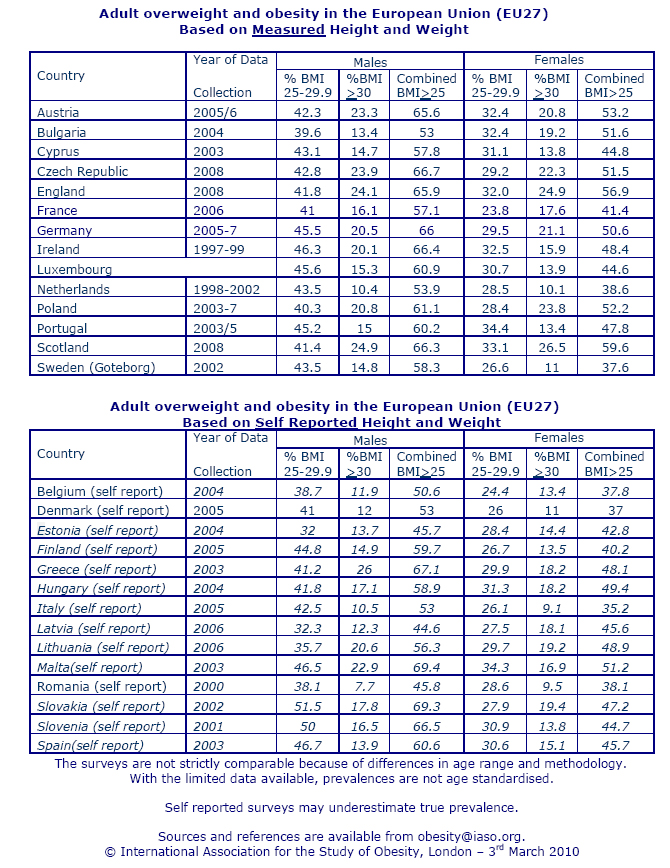 Adult overweight and obesity in the European Union (EU27)
Based on Measured Height and Weight
Country Year of Data Collection Males Females
% BMI 25-29.9 %BMI ≥30 Combined BMI≥25 % BMI 25-29.9 %BMI ≥30 Combined BMI>25
Austria 2005/6 42.3 23.3 65.6 32.4 20.8 53.2
Bulgaria 2004 39.6 13.4 53 32.4 19.2 51.6
Cyprus 2003 43.1 14.7 57.8 31.1 13.8 44.8
Czech Republic 2008 42.8 23.9 66.7 29.2 22.3 51.5
England 2008 41.8 24.1 65.9 32.0 24.9 56.9
France 2006 41 16.1 57.1 23.8 17.6 41.4
Germany 2005-7 45.5 20.5 66 29.5 21.1 50.6
Ireland 1997-99 46.3 20.1 66.4 32.5 15.9 48.4
Luxembourg 45.6 15.3 60.9 30.7 13.9 44.6
Netherlands 1998-2002 43.5 10.4 53.9 28.5 10.1 38.6
Poland 2003-7 40.3 20.8 61.1 28.4 23.8 52.2
Portugal 2003/5 45.2 15 60.2 34.4 13.4 47.8
Scotland 2008 41.4 24.9 66.3 33.1 26.5 59.6
Sweden (Goteborg) 2002 43.5 14.8 58.3 26.6 11 37.6
Adult overweight and obesity in the European Union (EU27)
Based on Self Reported Height and Weight
Country Year of Data Collection Males Females
% BMI 25-29.9 %BMI ≥30 Combined BMI≥25 % BMI 25-29.9 %BMI ≥30 Combined BMI>25
Belgium (self report) 2004 38.7 11.9 50.6 24.4 13.4 37.8
Denmark (self report) 2005 41 12 53 26 11 37
Estonia (self report) 2004 32 13.7 45.7 28.4 14.4 42.8
Finland (self report) 2005 44.8 14.9 59.7 26.7 13.5 40.2
Greece (self report) 2003 41.2 26 67.1 29.9 18.2 48.1
Hungary (self report) 2004 41.8 17.1 58.9 31.3 18.2 49.4
Italy (self report) 2005 42.5 10.5 53 26.1 9.1 35.2
Latvia (self report) 2006 32.3 12.3 44.6 27.5 18.1 45.6
Lithuania (self report) 2006 35.7 20.6 56.3 29.7 19.2 48.9
Malta(self report) 2003 46.5 22.9 69.4 34.3 16.9 51.2
Romania (self report) 2000 38.1 7.7 45.8 28.6 9.5 38.1
Slovakia (self report) 2002 51.5 17.8 69.3 27.9 19.4 47.2
Slovenia (self report) 2001 50 16.5 66.5 30.9 13.8 44.7
Spain(self report) 2003 46.7 13.9 60.6 30.6 15.1 45.7
The surveys are not strictly comparable because of differences in age range and methodology.
With the limited data available, prevalences are not age standardised.
Self reported surveys may underestimate true prevalence.
Sources and references are available from obesity@iaso.org.
© International Association for the Study of Obesity, London – 3rd March 2010